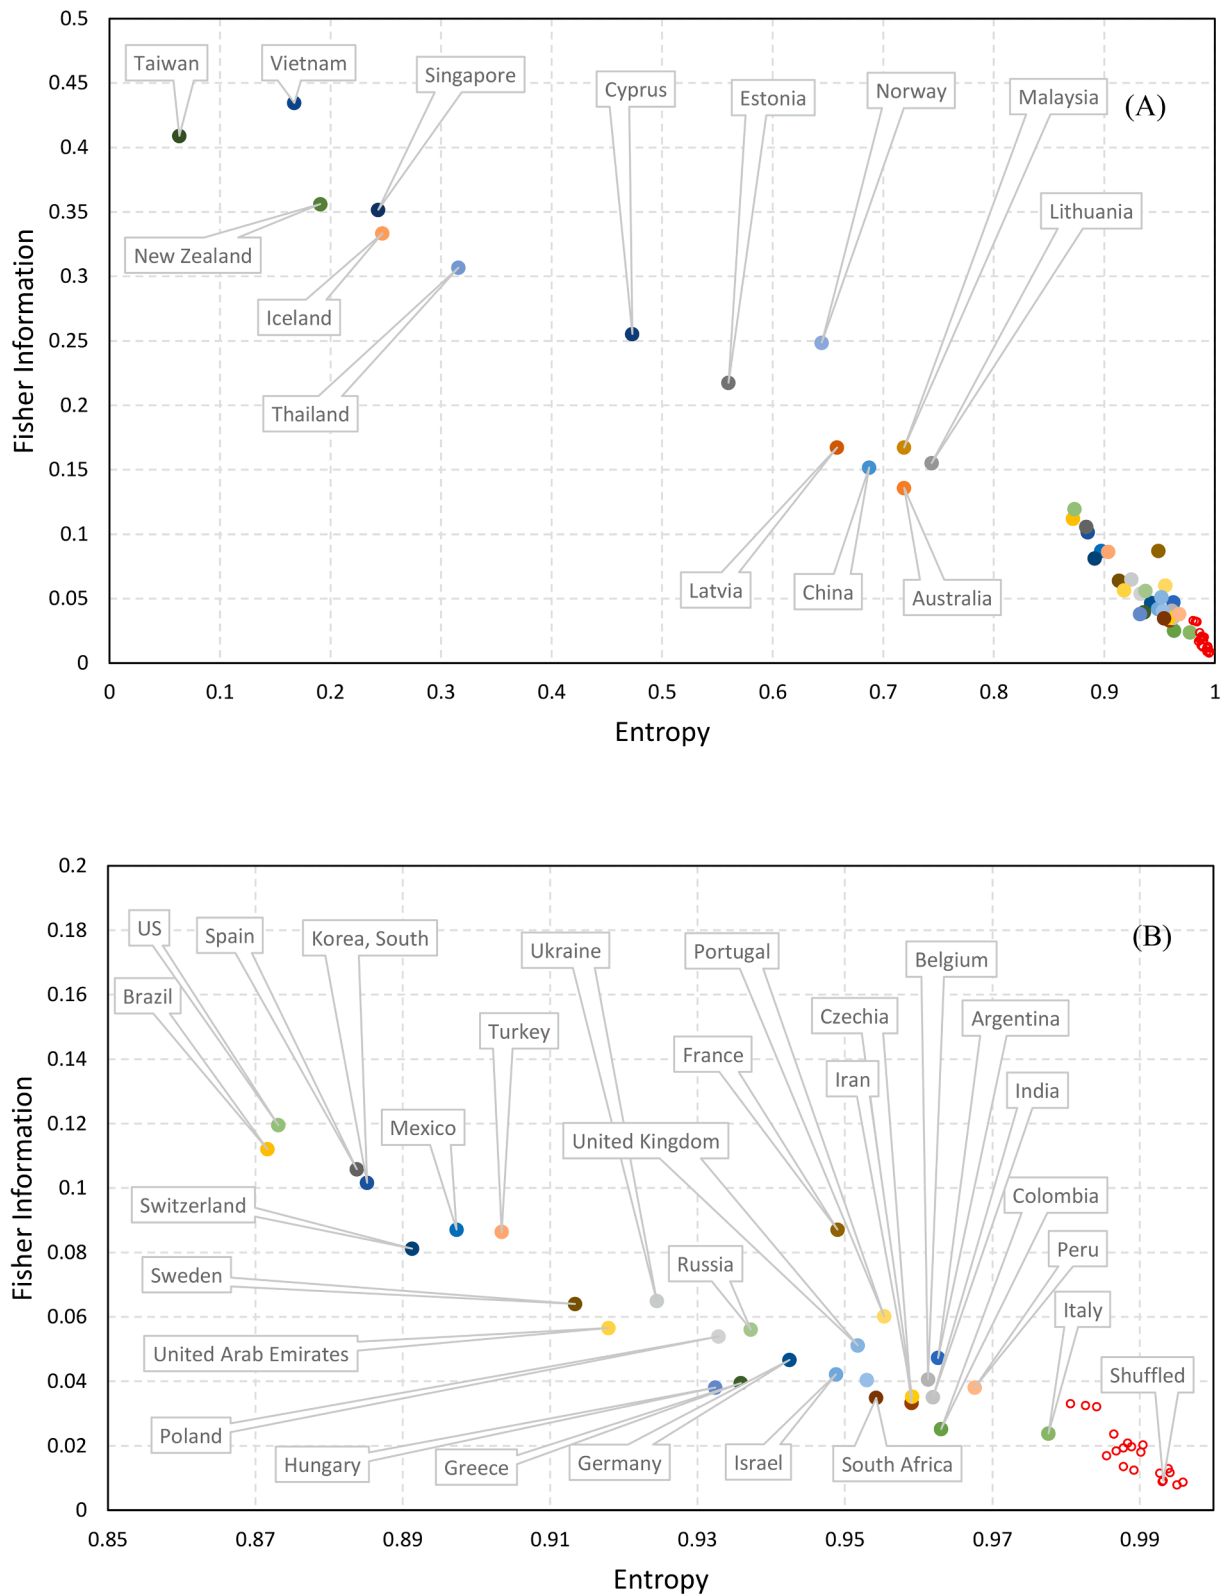 0.5
Taiwan
Vietnam
Singapore
0.45
Cyprus
Estonia
Norway
Malaysia
(A)
0.4
0.35
Lithuania
New Zealand
0.3
Iceland
Fisher Information
0.25
Thailand
0.2
0.15
0.1
Latvia
China
Australia
0.05
0
0
0.1
0.2
0.3
0.4
0.5
0.6
0.7
0.8
0.9
1
Entropy
0.2
US
Spain
Korea, South
Ukraine
Portugal
Belgium
(B)
0.18
Brazil
0.16
Turkey
France
Czechia
Argentina
0.14
Iran
India
0.12
Mexico
United Kingdom
0.1
Switzerland
Colombia
Fisher Information
0.08
Sweden
Russia
Peru
0.06
United Arab Emirates
Italy
0.04
Shuffled
Poland
0.02
Hungary
Greece
Germany
Israel
South Africa
0
0.85
0.87
0.89
0.91
0.93
0.95
0.97
0.99
Entropy